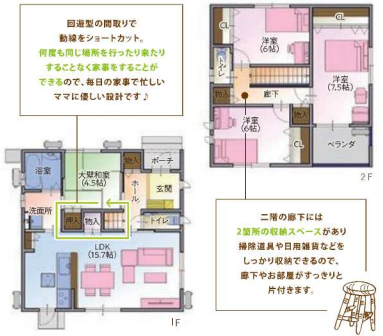 回遊型の間取りで
動線をショートカット。
何度も同じ場所を行ったり来たり
することなく家事をすることが
できるので、毎日の家事で忙しい
ママに優しい設計です♪
CL
CL
洋室
(6帖)
トイレ
洋室
(7.5帖)
廊下
物入
物入
洋室
(6帖)
CL
ベランダ
2F
浴室
大壁和室
(4.5帖)
物入
ポーチ
ホール
玄関
洗面所
押入
物入
トイレ
LDK
(15.7帖)
1F
二階の廊下には
2箇所の収納スペースがあり
掃除道具や日用雑貨などを
しっかり収納できるので、
廊下やお部屋がすっきりと
片付きます。